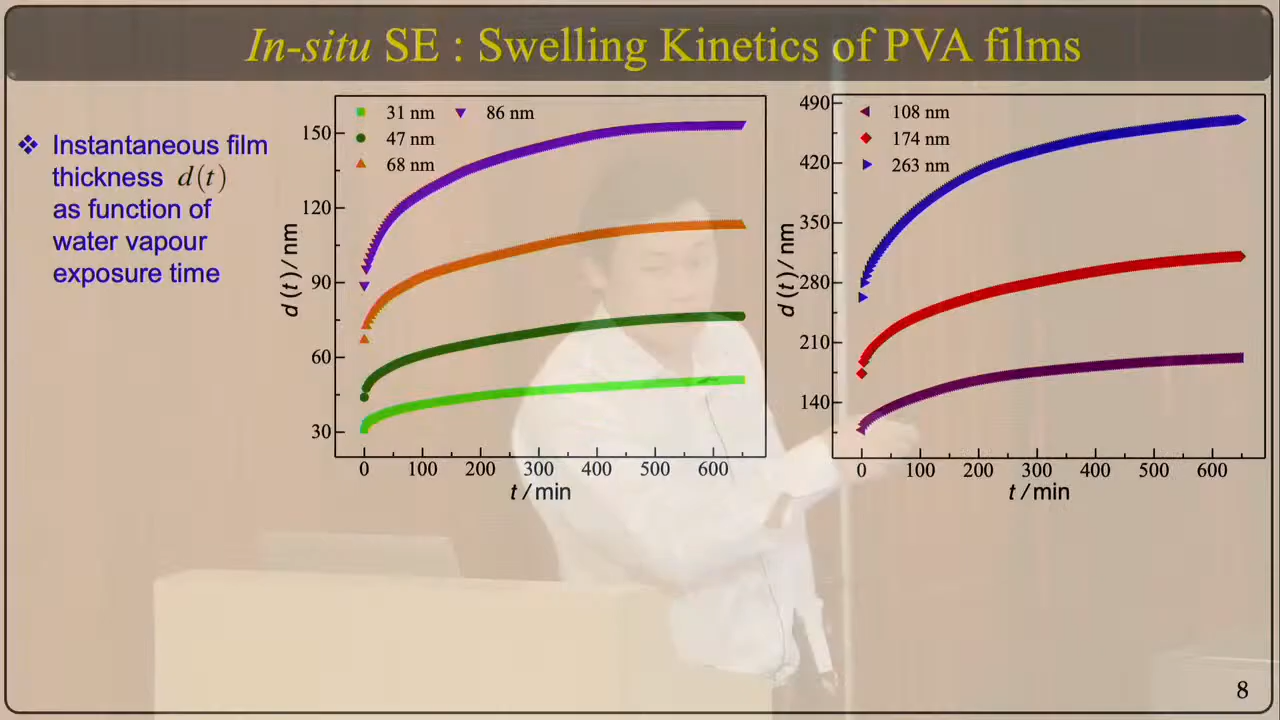 In-situ SE : Swelling Kinetics of PVA films
❖ Instantaneous film
thickness d(t)
as function of
water vapour
exposure time
31 nm
86 nm
47 nm
68 nm
150
120
90
60
30
d (t) / nm
0 100 200 300 400 500 600
t / min
108 nm
174 nm
263 nm
490
420
350
280
210
140
d (t) / nm
0 100 200 300 400 500 600
t / min
8